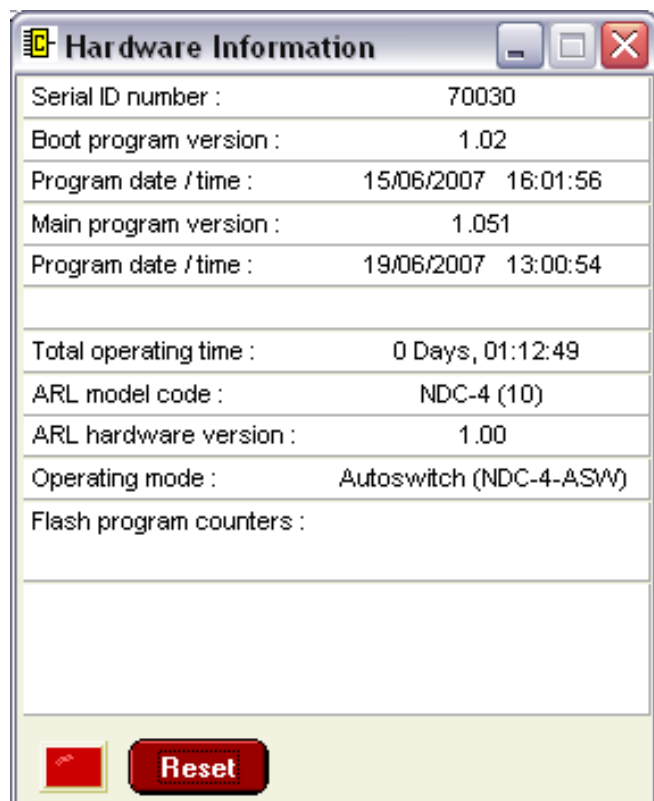 Hardware Information
Serial ID number : 70030
Boot program version : 1.02
Program date / time : 15/06/2007 16:01:56
Main program version : 1.051
Program date / time : 19/06/2007 13:00:54
Total operating time : 0 Days, 01:12:49
ARL model code : NDC-4 (10)
ARL hardware version : 1.00
Operating mode : Autoswitch (NDC-4-ASW)
Flash program counters :
Reset